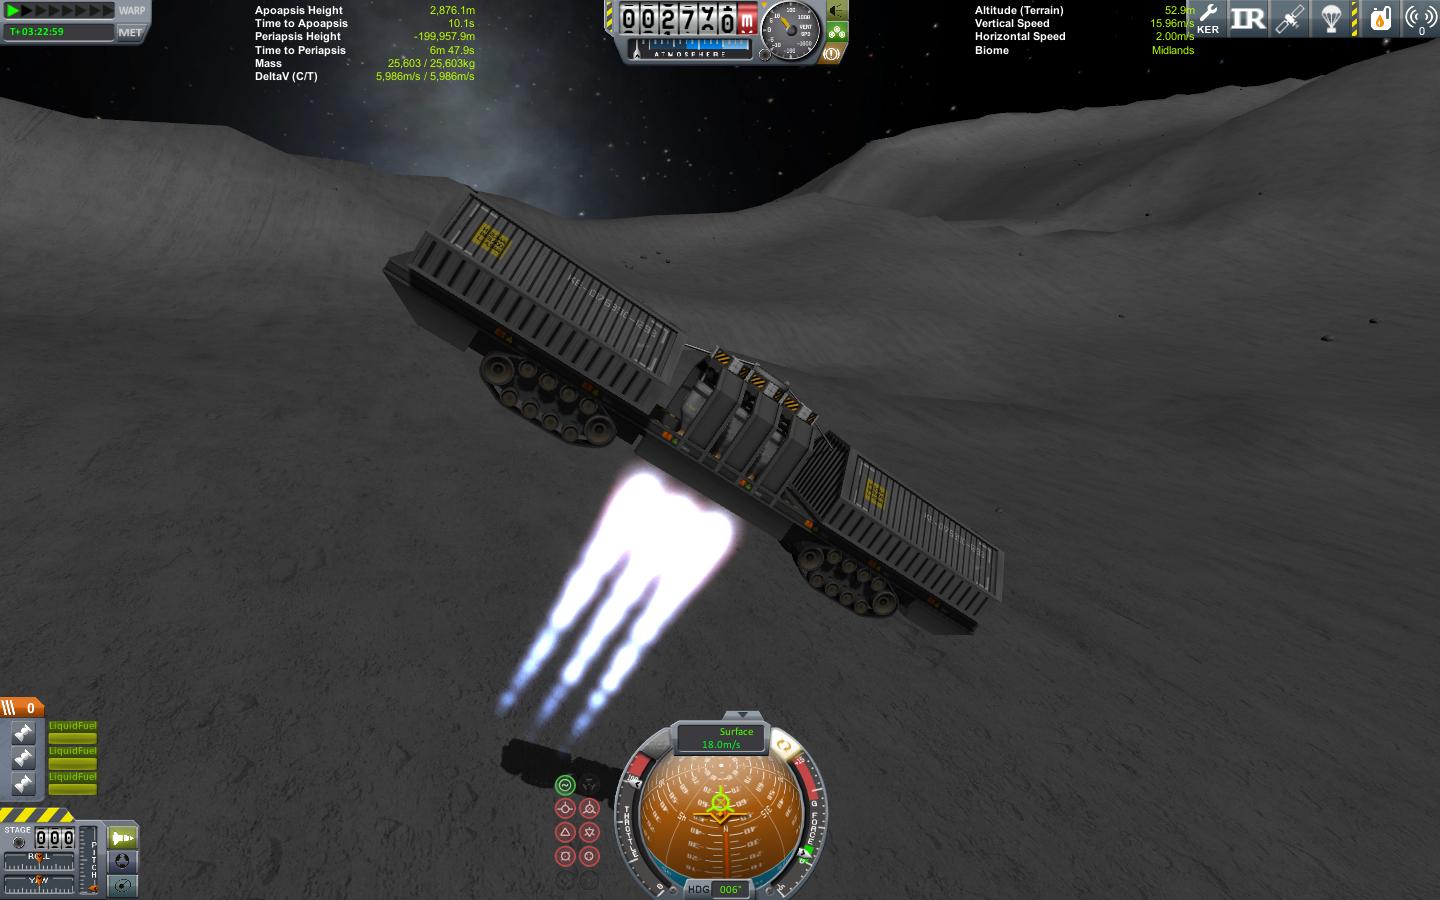 WARP
T+03:22:59 MET
Apoapsis Height 2,876.1m
Time to Apoapsis 10.1s
Periapsis Height -199,957.9m
Time to Periapsis 6m 47.9s
Mass 25,603 / 25,603kg
DeltaV (C/T) 5,986m/s / 5,986m/s
m
ATMOSPHERE
Altitude (Terrain) 52.9m
Vertical Speed 15.96m/s
Horizontal Speed 2.00m/s
Biome Midlands
KER
IR
0
0
LiquidFuel
LiquidFuel
LiquidFuel
STAGE 000
ROLL
YAW
PITCH
Surface
18.0m/s
THROTTLE
G FORCE
N
HDG 006°